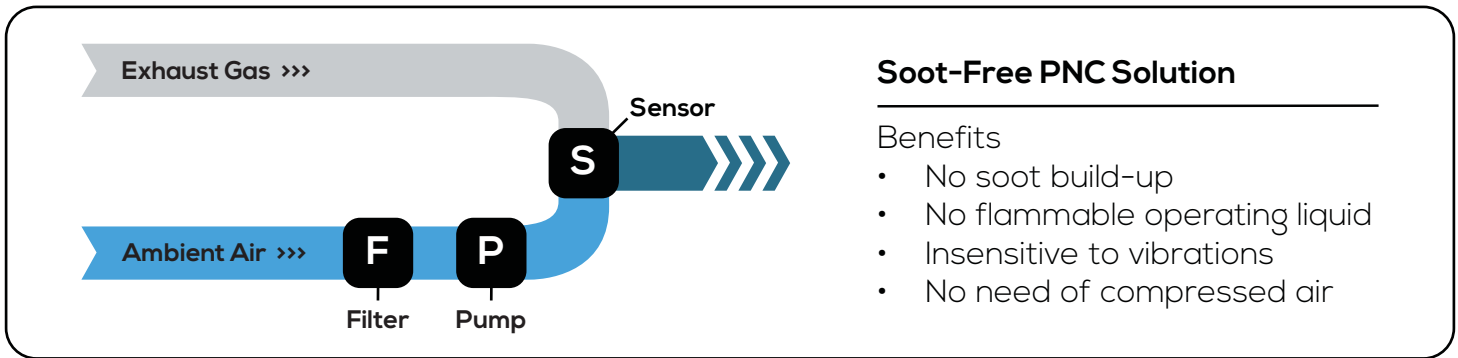 Exhaust Gas >>>
Sensor
S
Ambient Air >>>
F
P
Filter
Pump
Soot-Free PNC Solution
Benefits
• No soot build-up
• No flammable operating liquid
• Insensitive to vibrations
• No need of compressed air